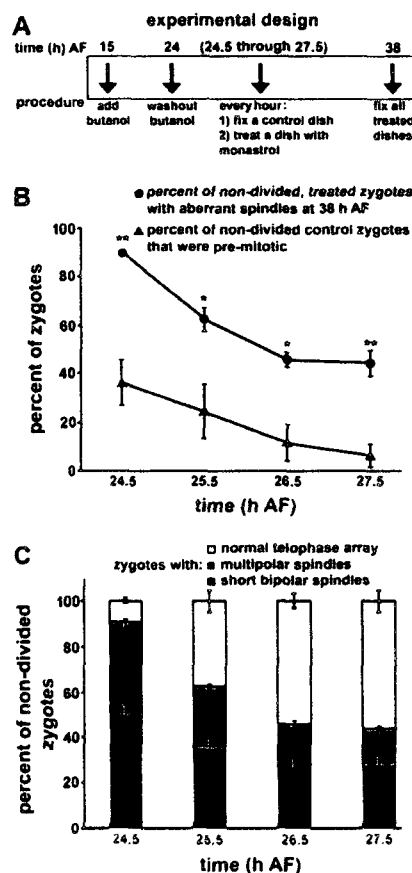 A
experimental design
time (h) AF 15 24 (24.5 through 27.5) 38
procedure
add
butanol
washout
butanol
every hour:
1) fix a control dish
2) treat a dish with
monastrol
fix all
treated
dishes
B
percent of non-divided, treated zygotes
with aberrant spindles at 38 h AF
percent of non-divided control zygotes
that were pre-mitotic
percent of zygotes
100
80
60
40
20
0
** * * **
24.5 25.5 26.5 27.5
time (h AF)
C
normal telophase array
zygotes with: multipolar spindles
short bipolar spindles
percent of non-divided
zygotes
100
80
60
40
20
0
24.5 25.5 26.5 27.5
time (h AF)